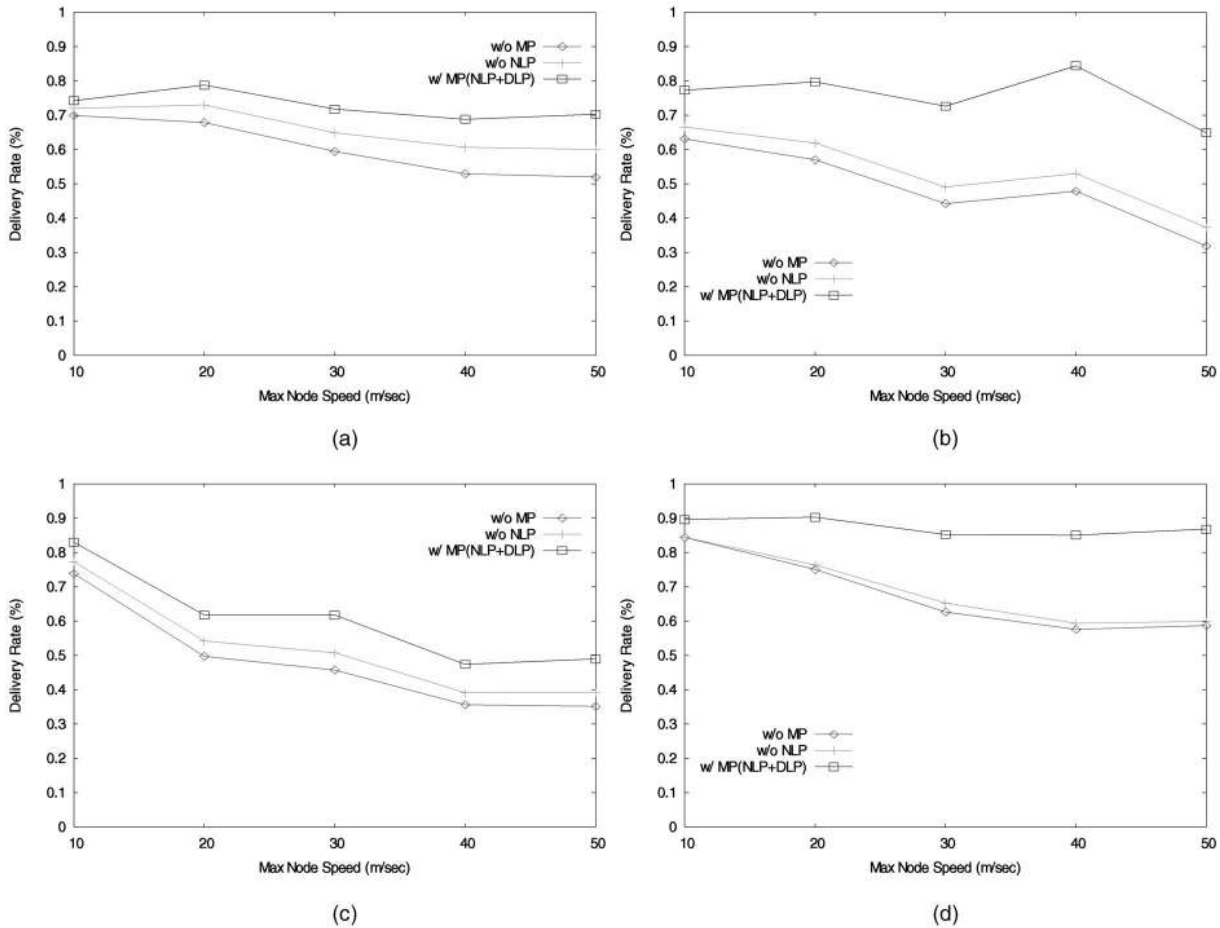 1
0.9
0.8
0.7
0.6
0.5
0.4
0.3
0.2
0.1
0
Delivery Rate (%)
w/o MP
w/o NLP
w/ MP(NLP+DLP)
10 20 30 40 50
Max Node Speed (m/sec)
(a)
1
0.9
0.8
0.7
0.6
0.5
0.4
0.3
0.2
0.1
0
Delivery Rate (%)
w/o MP
w/o NLP
w/ MP(NLP+DLP)
10 20 30 40 50
Max Node Speed (m/sec)
(b)
1
0.9
0.8
0.7
0.6
0.5
0.4
0.3
0.2
0.1
0
Delivery Rate (%)
w/o MP
w/o NLP
w/ MP(NLP+DLP)
10 20 30 40 50
Max Node Speed (m/sec)
(c)
1
0.9
0.8
0.7
0.6
0.5
0.4
0.3
0.2
0.1
0
Delivery Rate (%)
w/o MP
w/o NLP
w/ MP(NLP+DLP)
10 20 30 40 50
Max Node Speed (m/sec)
(d)